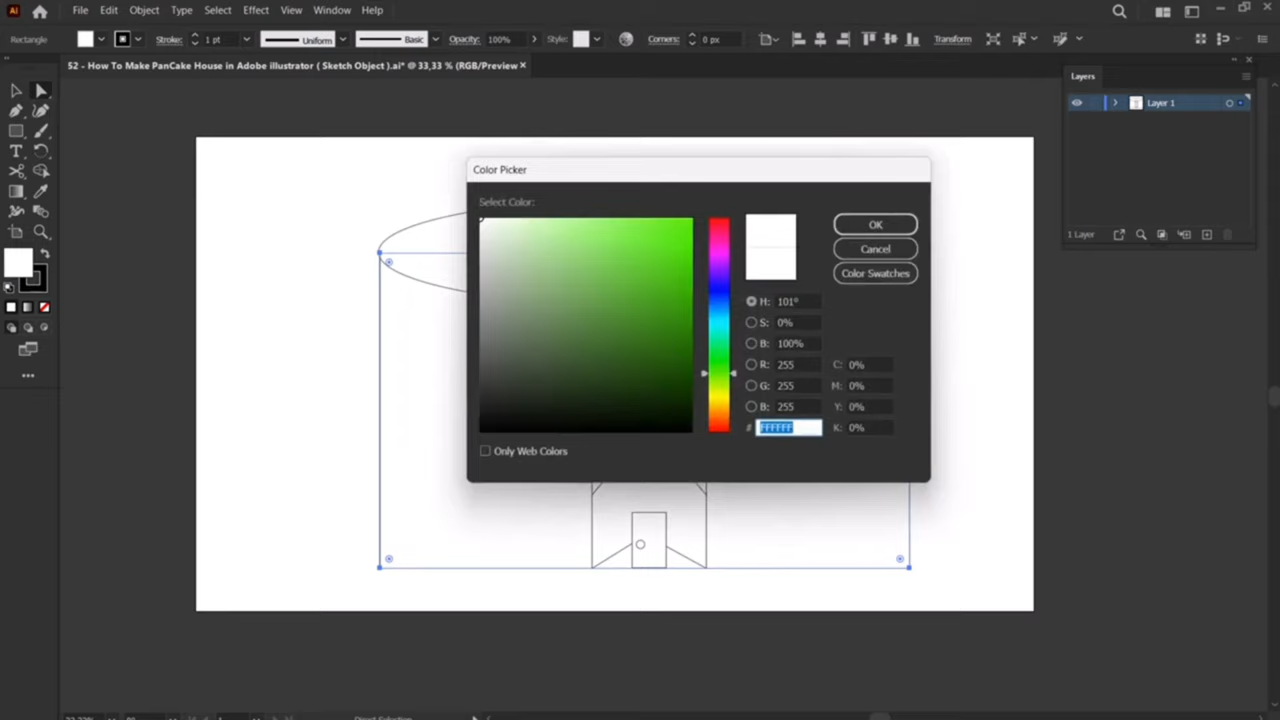 Ai File Edit Object Type Select Effect View Window Help
Rectangle Stroke: 1 pt Uniform Basic Opacity: 100% Style: Corners: 0 px Transform
52 - How To Make PanCake House in Adobe illustrator ( Sketch Object ).ai* @ 33,33 % (RGB/Preview
Layers
Layer 1
1 Layer
Color Picker
Select Color:
OK
Cancel
Color Swatches
H: 101°
S: 0%
B: 100%
R: 255 C: 0%
G: 255 M: 0%
B: 255 Y: 0%
# FFFFFF K: 0%
Only Web Colors